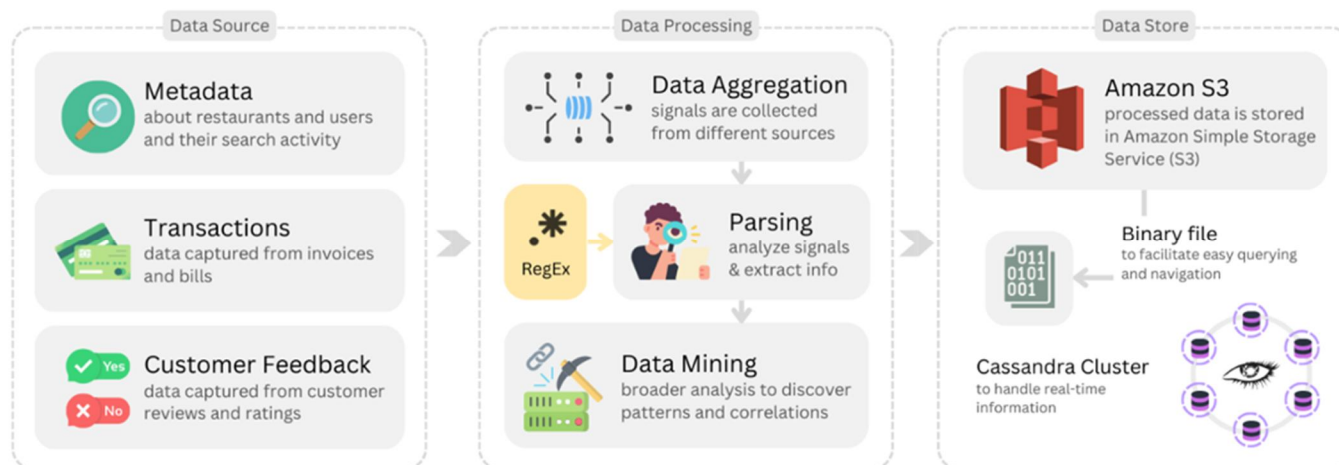 Data Source
Metadata
about restaurants and users
and their search activity
Transactions
data captured from invoices
and bills
Yes
No
Customer Feedback
data captured from customer
reviews and ratings
Data Processing
Data Aggregation
signals are collected
from different sources
.*
RegEx
Parsing
analyze signals
& extract info
Data Mining
broader analysis to discover
patterns and correlations
Data Store
Amazon S3
processed data is stored
in Amazon Simple Storage
Service (S3)
Binary file
to facilitate easy querying
and navigation
011
0101
001
Cassandra Cluster
to handle real-time
information